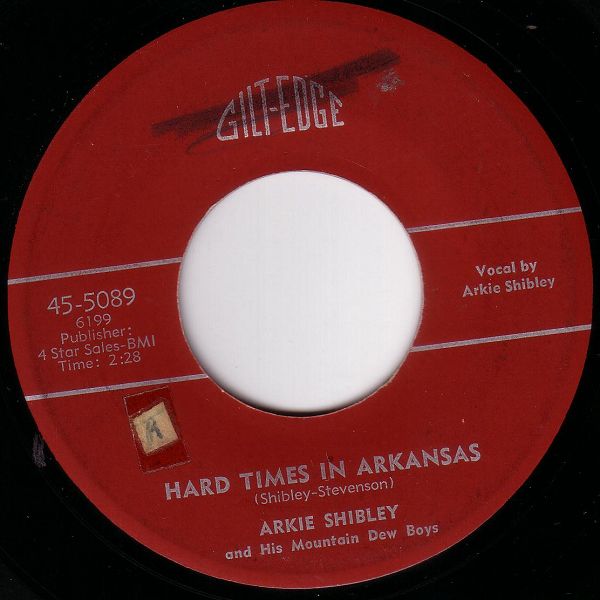 GILT-EDGE
Vocal by
Arkie Shibley
45-5089
6199
Publisher:
4 Star Sales-BMI
Time: 2:28
A
HARD TIMES IN ARKANSAS
(Shibley-Stevenson)
ARKIE SHIBLEY
and His Mountain Dew Boys